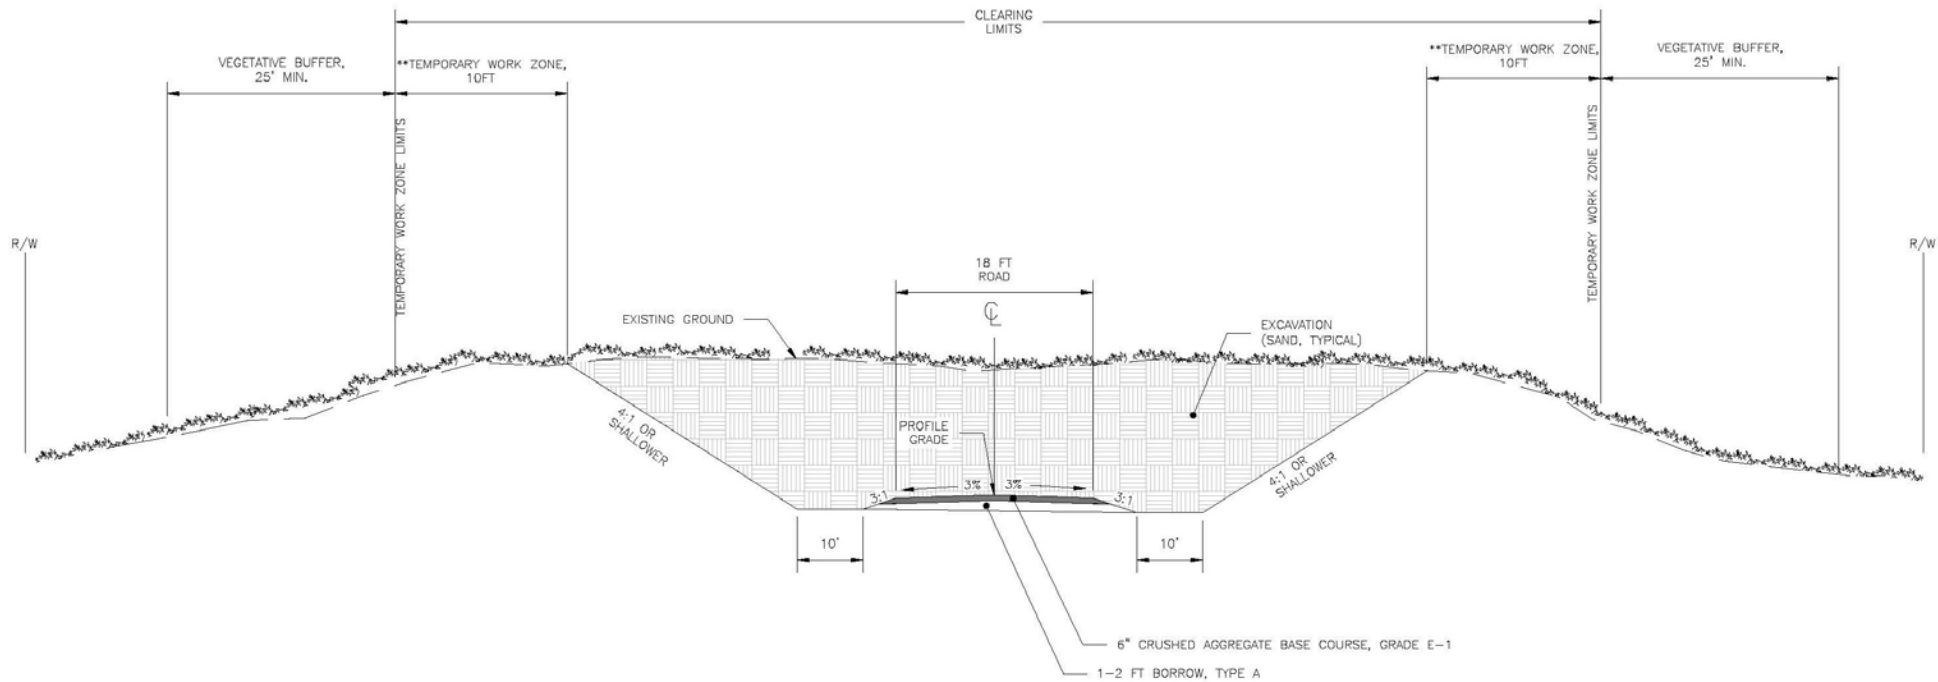 CLEARING
LIMITS
VEGETATIVE BUFFER,
25' MIN.
**TEMPORARY WORK ZONE,
10FT
**TEMPORARY WORK ZONE,
10FT
VEGETATIVE BUFFER,
25' MIN.
TEMPORARY WORK ZONE LIMITS
TEMPORARY WORK ZONE LIMITS
R/W
R/W
18 FT
ROAD
CL
EXISTING GROUND
EXCAVATION
(SAND, TYPICAL)
4:1 OR
SHALLOWER
PROFILE
GRADE
4:1 OR
SHALLOWER
3:1
3%
3%
3:1
10'
10'
6" CRUSHED AGGREGATE BASE COURSE, GRADE E-1
1-2 FT BORROW, TYPE A